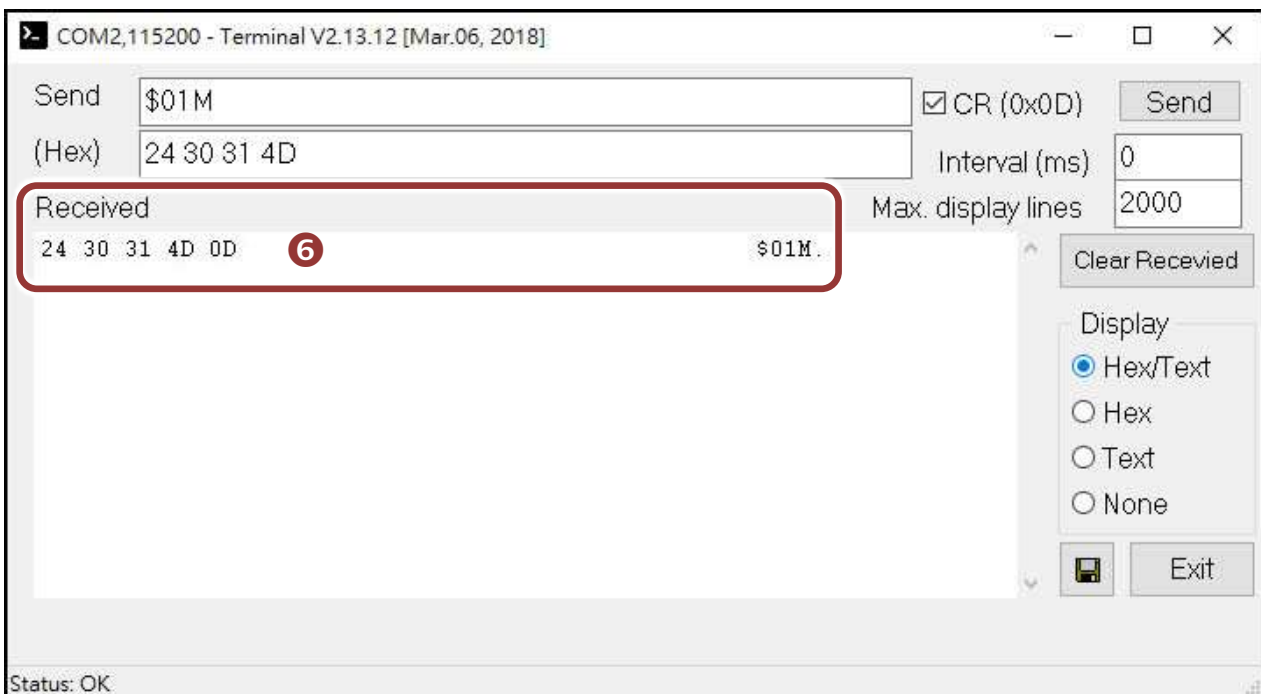 COM2,115200 - Terminal V2.13.12 [Mar.06, 2018]
Send $01M CR (0x0D) Send
(Hex) 24 30 31 4D Interval (ms) 0
Received Max. display lines 2000
24 30 31 4D 0D 6 $01M. Clear Recevied
Display
Hex/Text
Hex
Text
None
Exit
Status: OK